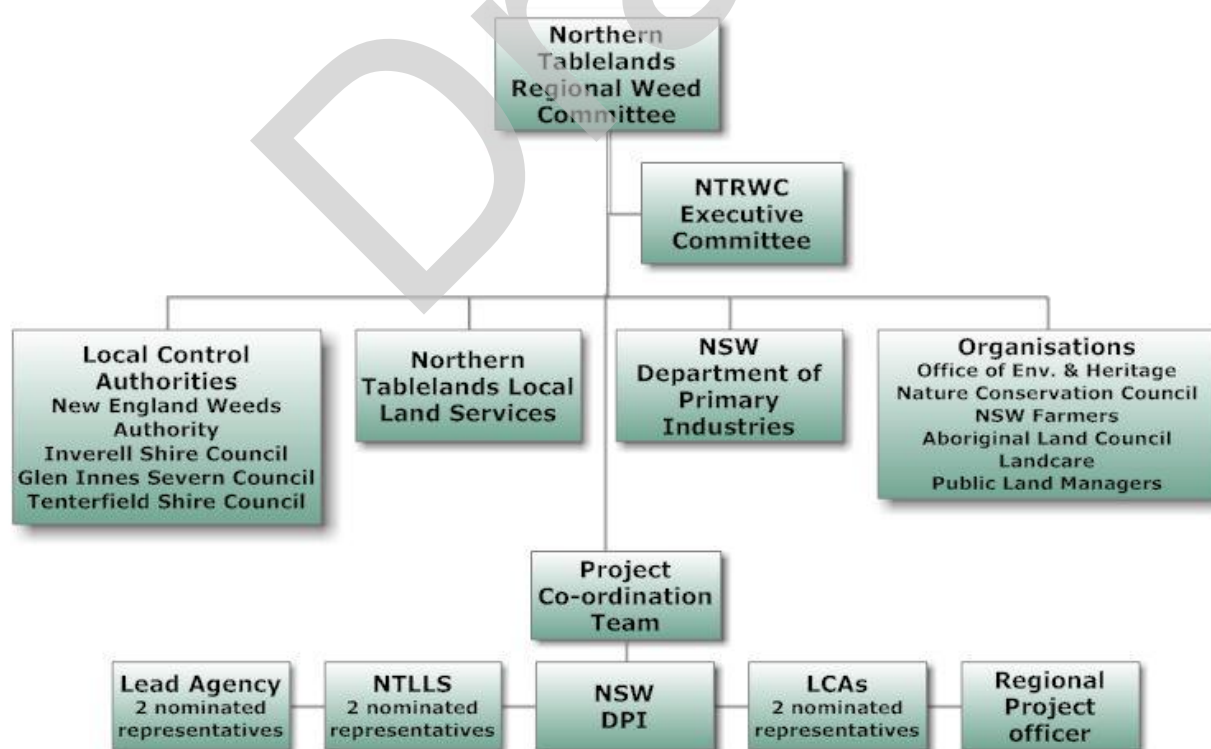 Northern
Tablelands
Regional Weed
Committee
NTRWC
Executive
Committee
Local Control
Authorities
New England Weeds
Authority
Inverell Shire Council
Glen Innes Severn Council
Tenterfield Shire Council
Northern
Tablelands Local
Land Services
NSW
Department of
Primary
Industries
Organisations
Office of Env. & Heritage
Nature Conservation Council
NSW Farmers
Aboriginal Land Council
Landcare
Public Land Managers
Project
Co-ordination
Team
Lead Agency
2 nominated
representatives
NTLLS
2 nominated
representatives
NSW
DPI
LCAs
2 nominated
representatives
Regional
Project
officer